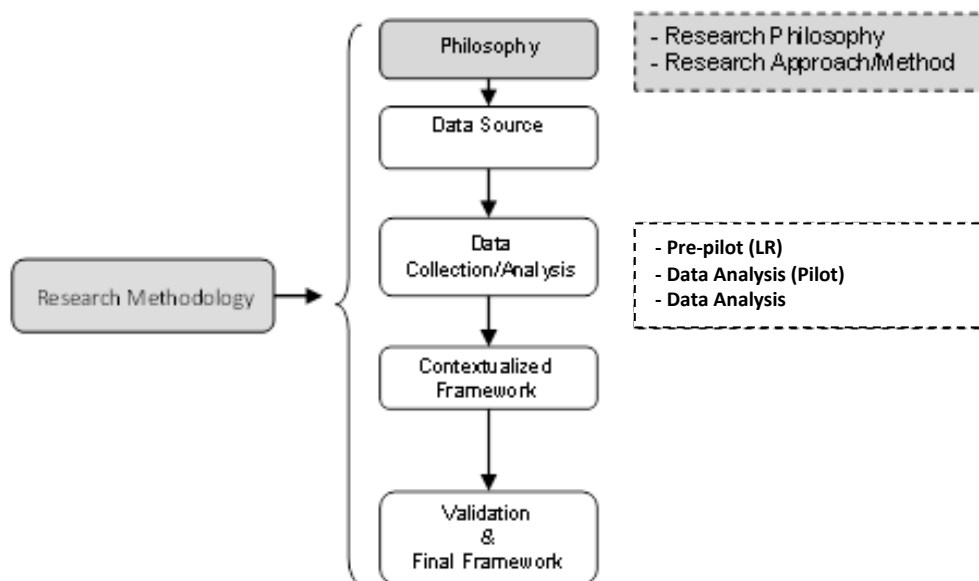 Philosophy
- Research Philosophy
- Research Approach/Method
Data Source
Data
Collection/Analysis
- Pre-pilot (LR)
- Data Analysis (Pilot)
- Data Analysis
Research Methodology
Contextualized
Framework
Validation
&
Final Framework